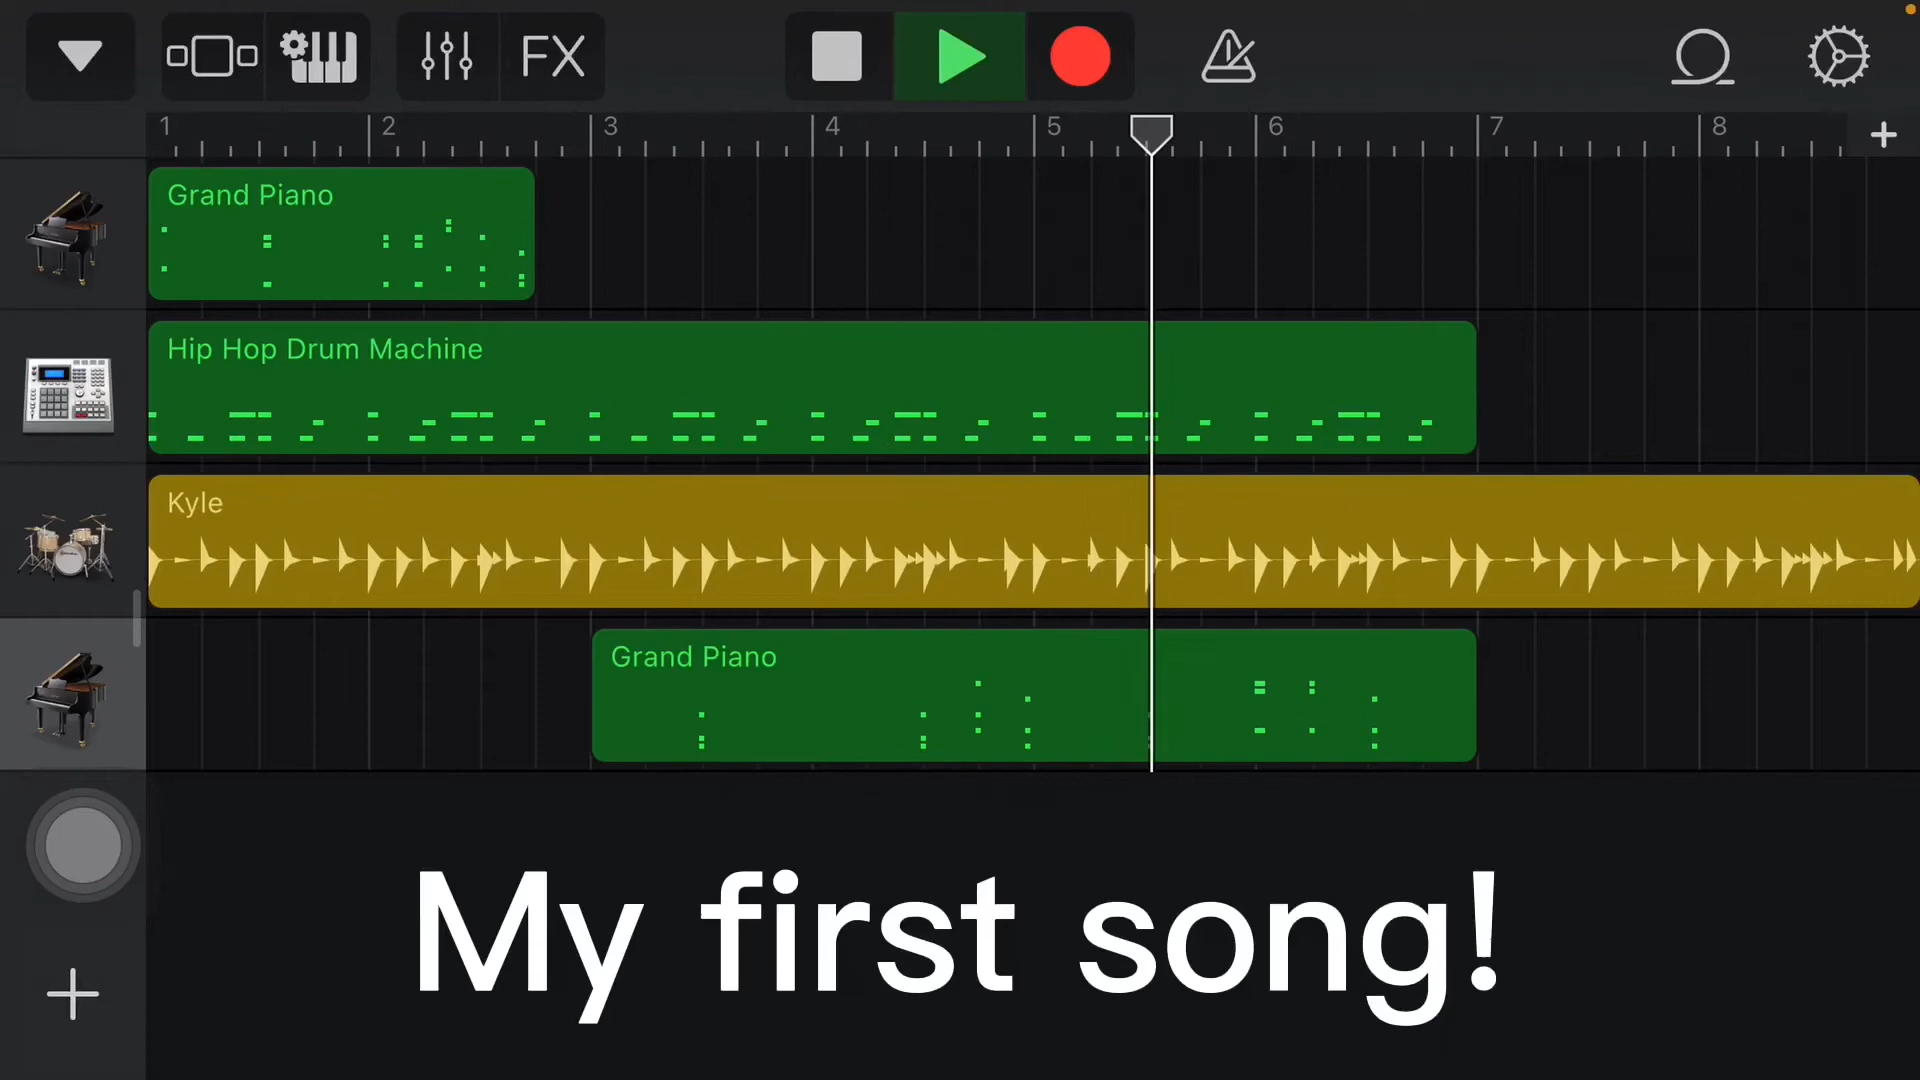 FX
1 2 3 4 5 6 7 8
Grand Piano
Hip Hop Drum Machine
Kyle
Grand Piano
My first song!